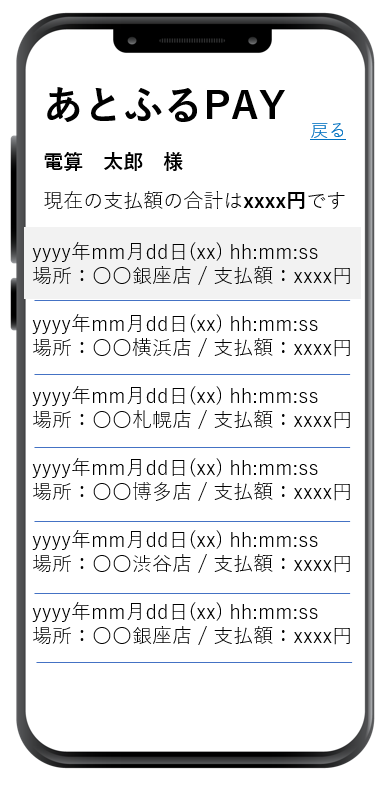 あとふるPAY
戻る
電算　太郎　様
現在の支払額の合計はxxxx円です
yyyy年mm月dd日(xx) hh:mm:ss
場所：〇〇銀座店 / 支払額：xxxx円
yyyy年mm月dd日(xx) hh:mm:ss
場所：〇〇横浜店 / 支払額：xxxx円
yyyy年mm月dd日(xx) hh:mm:ss
場所：〇〇札幌店 / 支払額：xxxx円
yyyy年mm月dd日(xx) hh:mm:ss
場所：〇〇博多店 / 支払額：xxxx円
yyyy年mm月dd日(xx) hh:mm:ss
場所：〇〇渋谷店 / 支払額：xxxx円
yyyy年mm月dd日(xx) hh:mm:ss
場所：〇〇銀座店 / 支払額：xxxx円